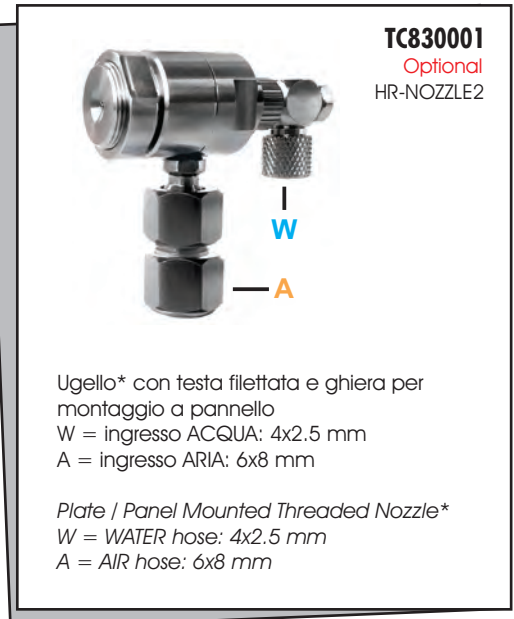 TC830001
Optional
HR-NOZZLE2
W
A
Ugello* con testa filettata e ghiera per
montaggio a pannello
W = ingresso ACQUA: 4x2.5 mm
A = ingresso ARIA: 6x8 mm
Plate / Panel Mounted Threaded Nozzle*
W = WATER hose: 4x2.5 mm
A = AIR hose: 6x8 mm